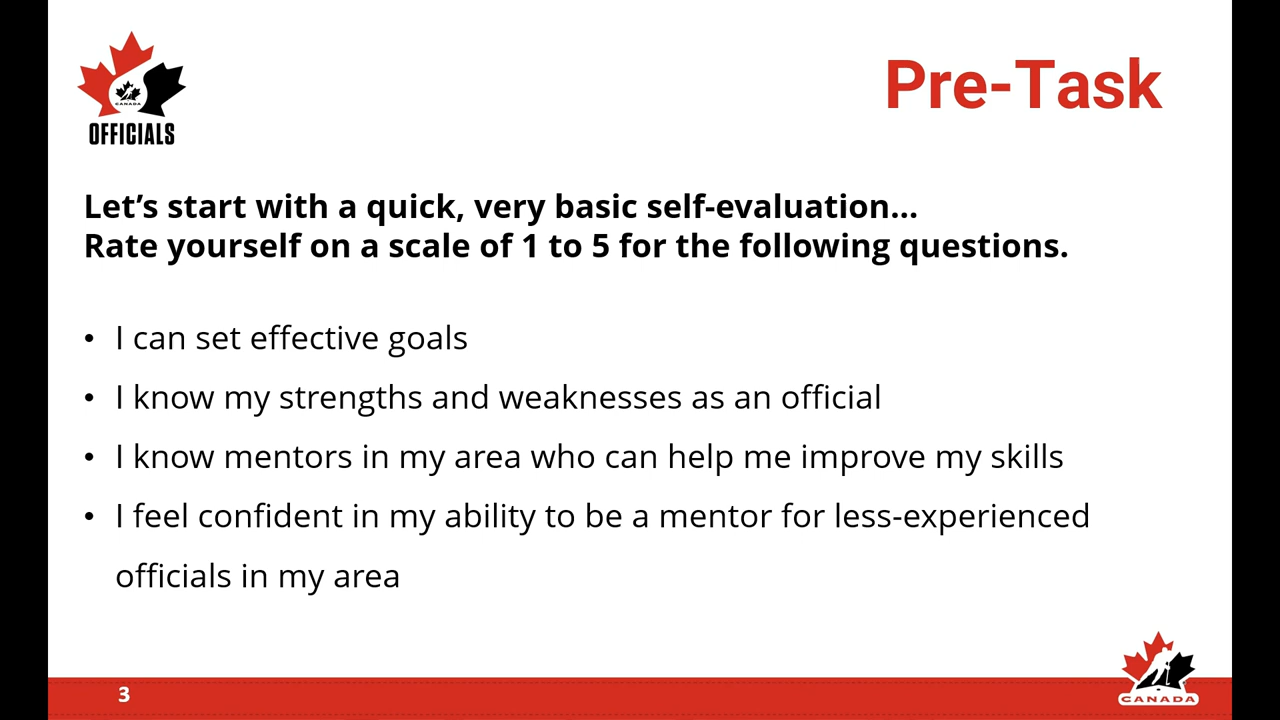 CANADA
OFFICIALS
Pre-Task
Let’s start with a quick, very basic self-evaluation…
Rate yourself on a scale of 1 to 5 for the following questions.
• I can set effective goals
• I know my strengths and weaknesses as an official
• I know mentors in my area who can help me improve my skills
• I feel confident in my ability to be a mentor for less-experienced
officials in my area
3
CANADA